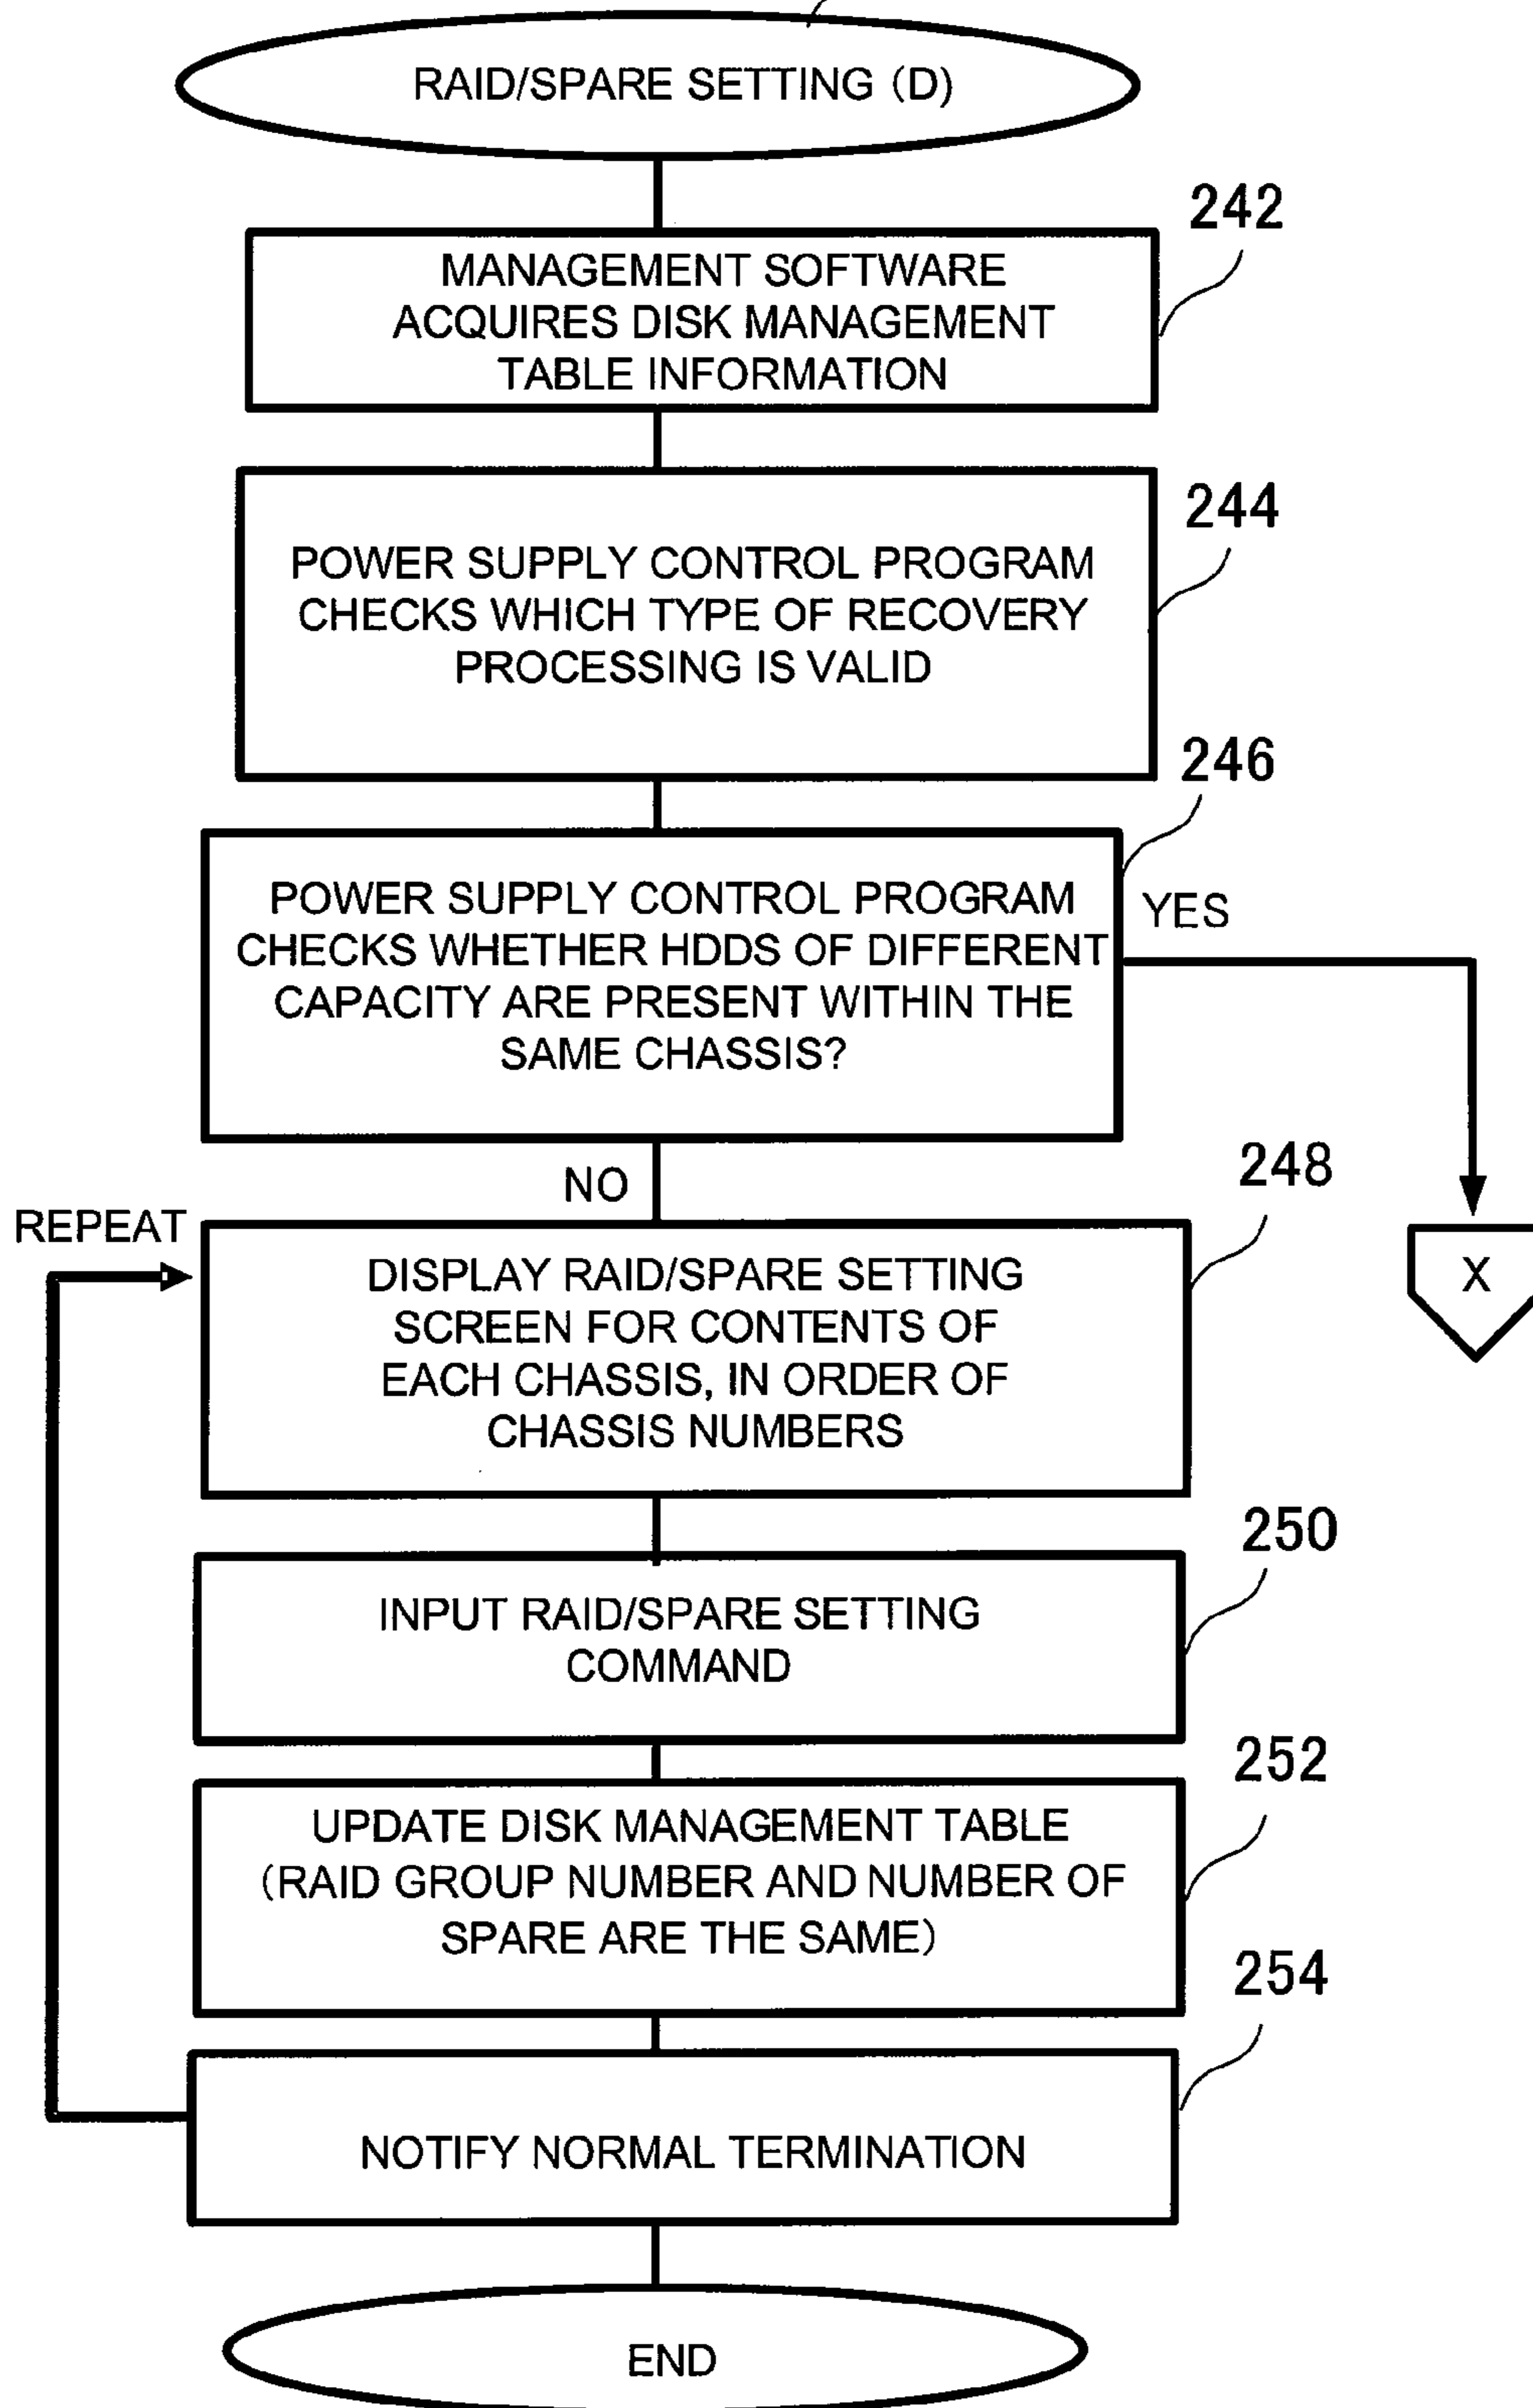 RAID/SPARE SETTING (D)
242
MANAGEMENT SOFTWARE
ACQUIRES DISK MANAGEMENT
TABLE INFORMATION
244
POWER SUPPLY CONTROL PROGRAM
CHECKS WHICH TYPE OF RECOVERY
PROCESSING IS VALID
246
POWER SUPPLY CONTROL PROGRAM
CHECKS WHETHER HDDS OF DIFFERENT
CAPACITY ARE PRESENT WITHIN THE
SAME CHASSIS?
YES
NO
248
REPEAT
DISPLAY RAID/SPARE SETTING
SCREEN FOR CONTENTS OF
EACH CHASSIS, IN ORDER OF
CHASSIS NUMBERS
X
250
INPUT RAID/SPARE SETTING
COMMAND
252
UPDATE DISK MANAGEMENT TABLE
(RAID GROUP NUMBER AND NUMBER OF
SPARE ARE THE SAME)
254
NOTIFY NORMAL TERMINATION
END